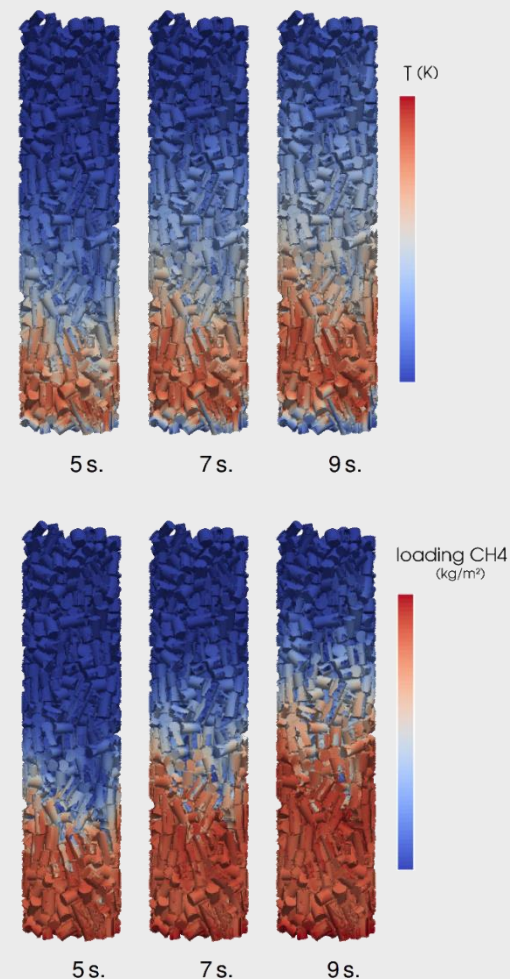 T (K)
5 s.
7 s.
9 s.
loading CH4
(kg/m²)
5 s.
7 s.
9 s.